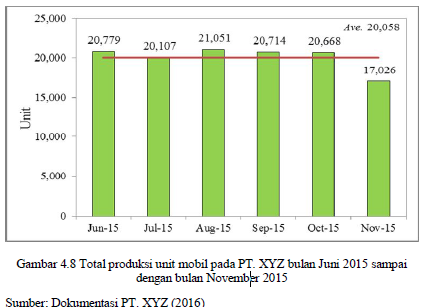 25,000
20,000
15,000
10,000
5,000
0
Unit
Ave. 20,058
20,779
20,107
21,051
20,714
20,668
17,026
Jun-15 Jul-15 Aug-15 Sep-15 Oct-15 Nov-15
Gambar 4.8 Total produksi unit mobil pada PT. XYZ bulan Juni 2015 sampai
dengan bulan November 2015
Sumber: Dokumentasi PT. XYZ (2016)